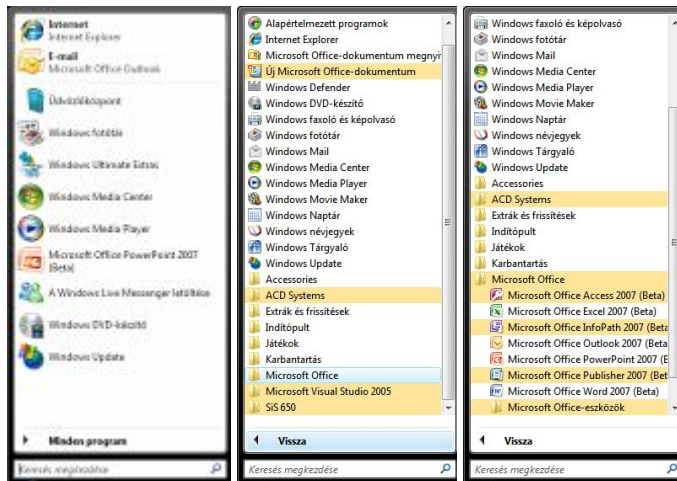 Internet
Internet Explorer
E-mail
Microsoft Office Outlook
Üdvözlőközpont
Windows fotótár
Windows Ultimate Extras
Windows Media Center
Windows Media Player
Microsoft Office PowerPoint 2007
(Beta)
A Windows Live Messenger letöltése
Windows DVD-készítő
Windows Update
Minden program
Keresés megkezdése
Alapértelmezett programok
Internet Explorer
Microsoft Office-dokumentum megnyi
Új Microsoft Office-dokumentum
Windows Defender
Windows DVD-készítő
Windows faxoló és képolvasó
Windows fotótár
Windows Mail
Windows Media Center
Windows Media Player
Windows Movie Maker
Windows Naptár
Windows névjegyek
Windows Tárgyaló
Windows Update
Accessories
ACD Systems
Extrák és frissítések
Indítópult
Játékok
Karbantartás
Microsoft Office
Microsoft Visual Studio 2005
SiS 650
Vissza
Keresés megkezdése
Windows faxoló és képolvasó
Windows fotótár
Windows Mail
Windows Media Center
Windows Media Player
Windows Movie Maker
Windows Naptár
Windows névjegyek
Windows Tárgyaló
Windows Update
Accessories
ACD Systems
Extrák és frissítések
Indítópult
Játékok
Karbantartás
Microsoft Office
Microsoft Office Access 2007 (Beta)
Microsoft Office Excel 2007 (Beta)
Microsoft Office InfoPath 2007 (Beta
Microsoft Office Outlook 2007 (Beta
Microsoft Office PowerPoint 2007 (B
Microsoft Office Publisher 2007 (Bet
Microsoft Office Word 2007 (Beta)
Microsoft Office-eszközök
Vissza
Keresés megkezdése